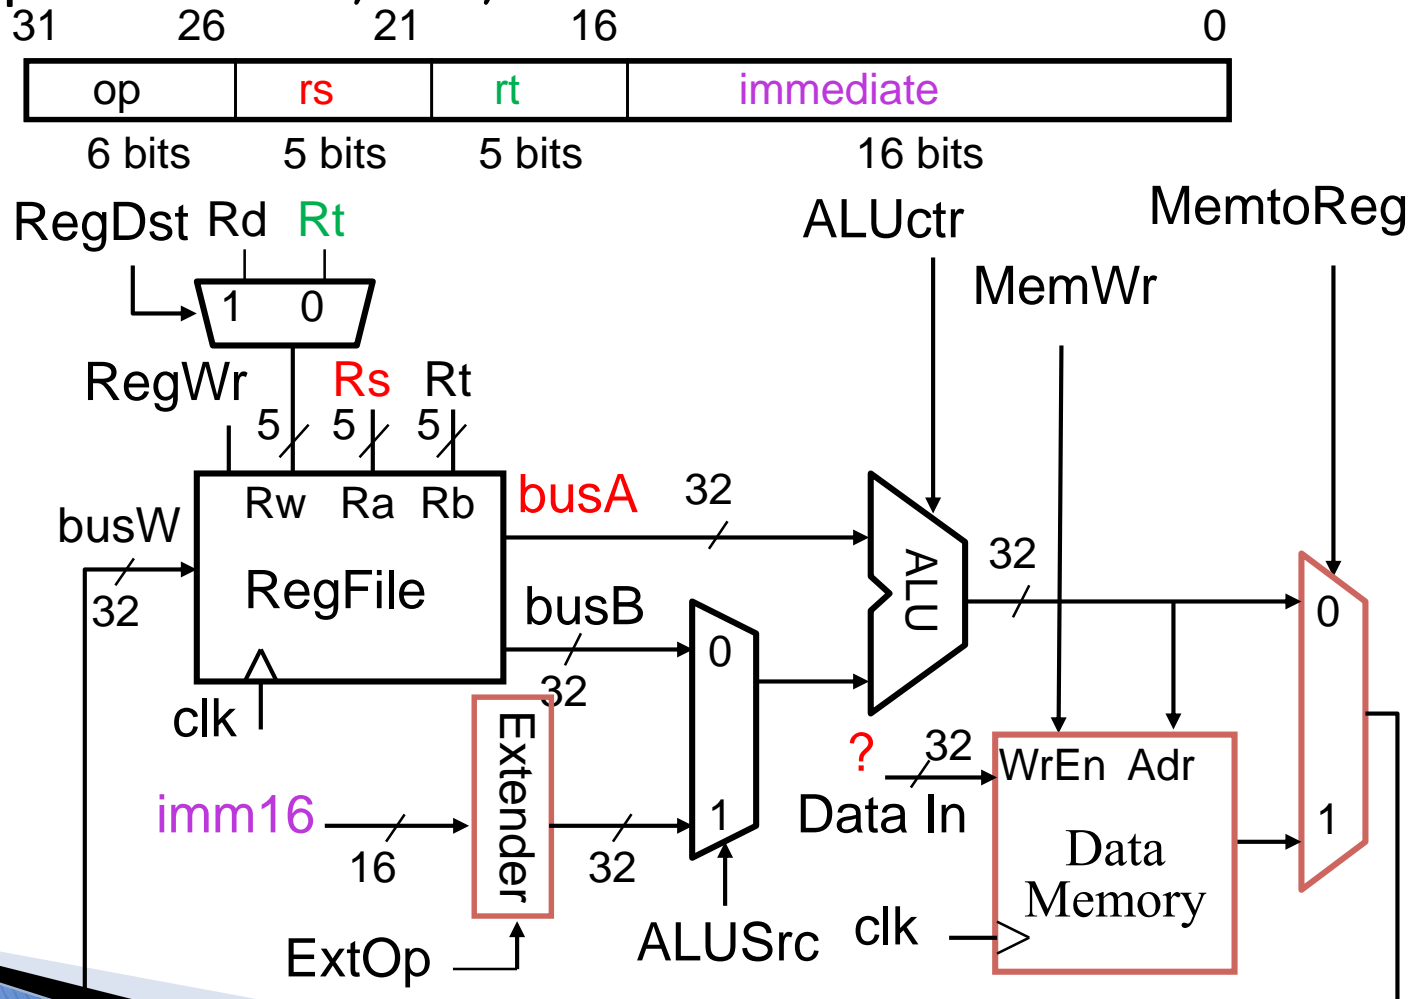 31 26 21 16 0
op rs rt immediate
6 bits 5 bits 5 bits 16 bits
RegDst Rd Rt ALUctr MemtoReg
MemWr
1 0
RegWr Rs Rt
5 5 5
Rw Ra Rb busA 32
busW
32
RegFile
ALU
32
busB
32
0
0
clk
Extender
?
32
WrEn Adr
imm16
16
32
1
Data In
1
Data
Memory
clk
ExtOp
ALUSrc